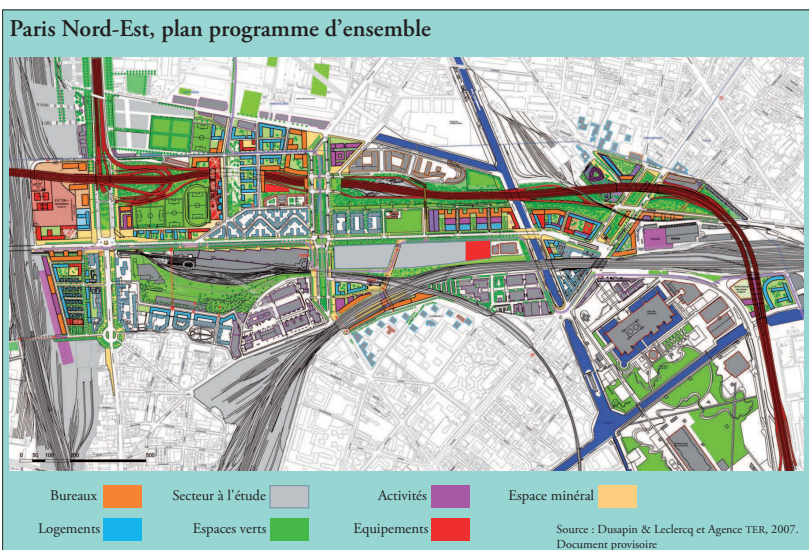 Paris Nord-Est, plan programme d'ensemble
0 50 100 200 500
Bureaux
Secteur à l'étude
Activités
Espace minéral
Logements
Espaces verts
Equipements
Source : Dusapin & Leclercq et Agence TER, 2007.
Document provisoire